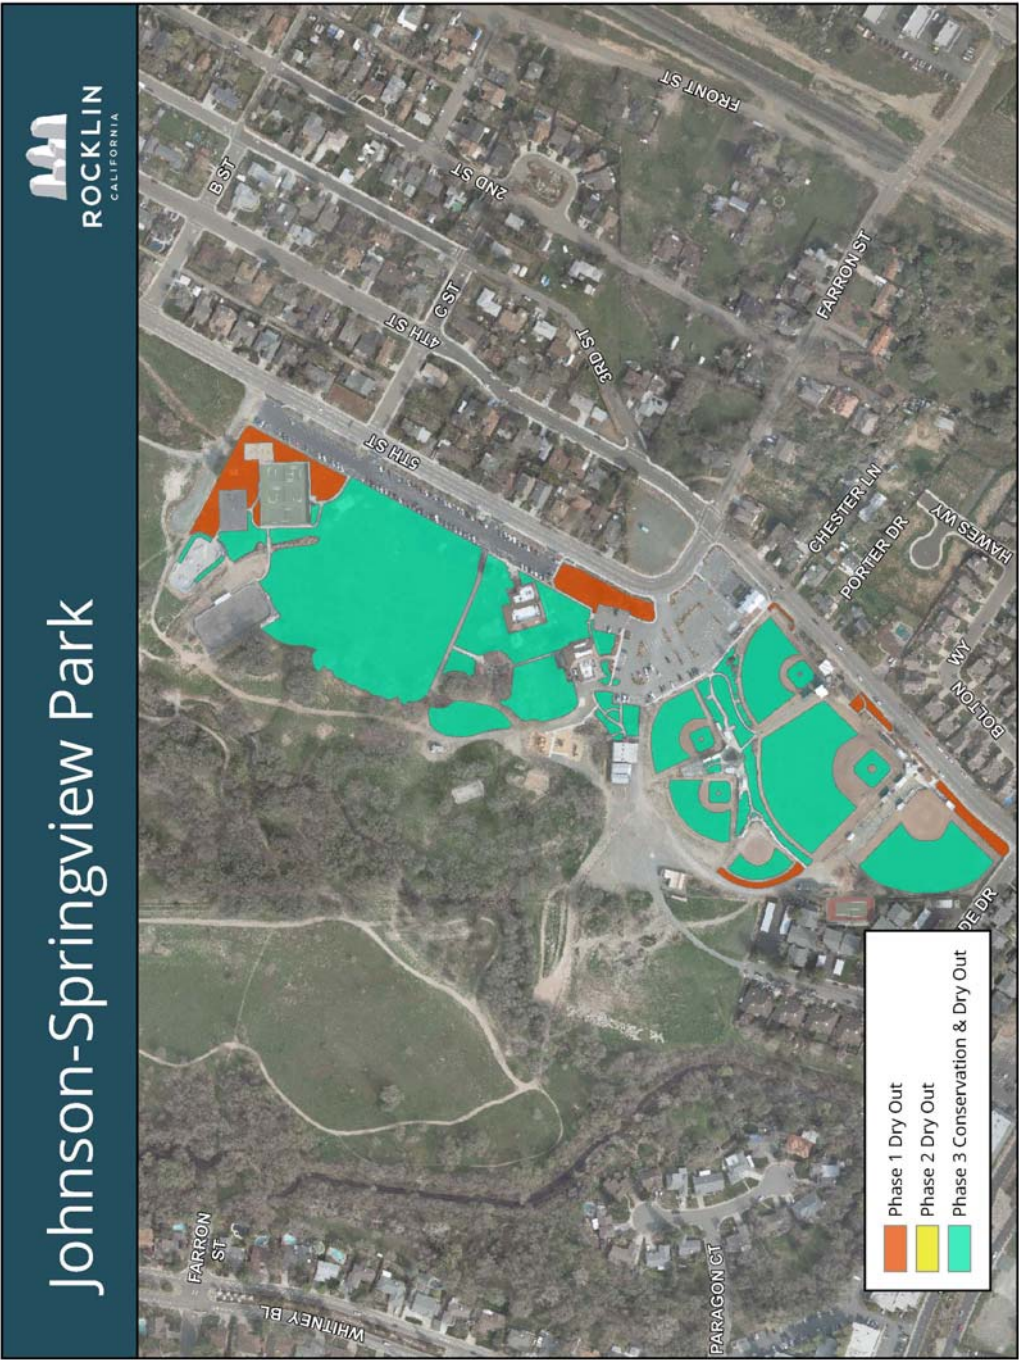 Johnson-Springview Park
ROCKLIN
CALIFORNIA
FARRON
ST
WHITNEY BL
PARAGON CT
B ST
C ST
2ND ST
3RD ST
4TH ST
5TH ST
FRONT ST
FARRON ST
CHESTER LN
PORTER DR
HAWES WY
BOLTON WY
DE DR
Phase 1 Dry Out
Phase 2 Dry Out
Phase 3 Conservation & Dry Out